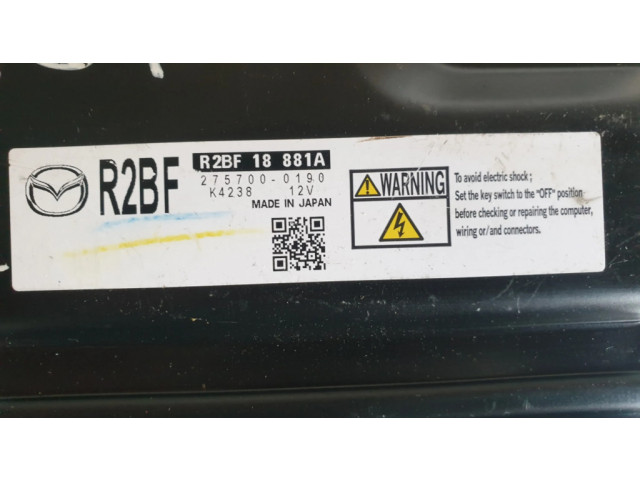 R2BF
R2BF 18 881A
275700-0190
K4238 12V
MADE IN JAPAN
WARNING
To avoid electric shock ;
Set the key switch to the "OFF" position
before checking or repairing the computer,
wiring or/and connectors.